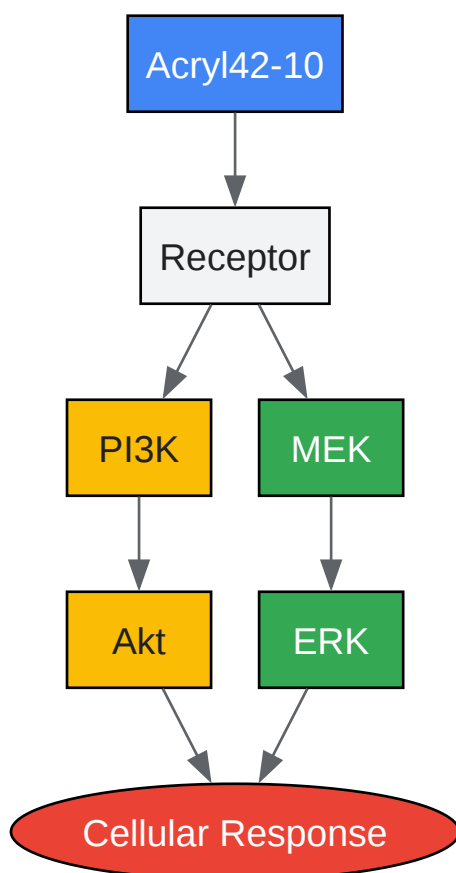 Acryl42-10
Receptor
PI3K
MEK
Akt
ERK
Cellular Response